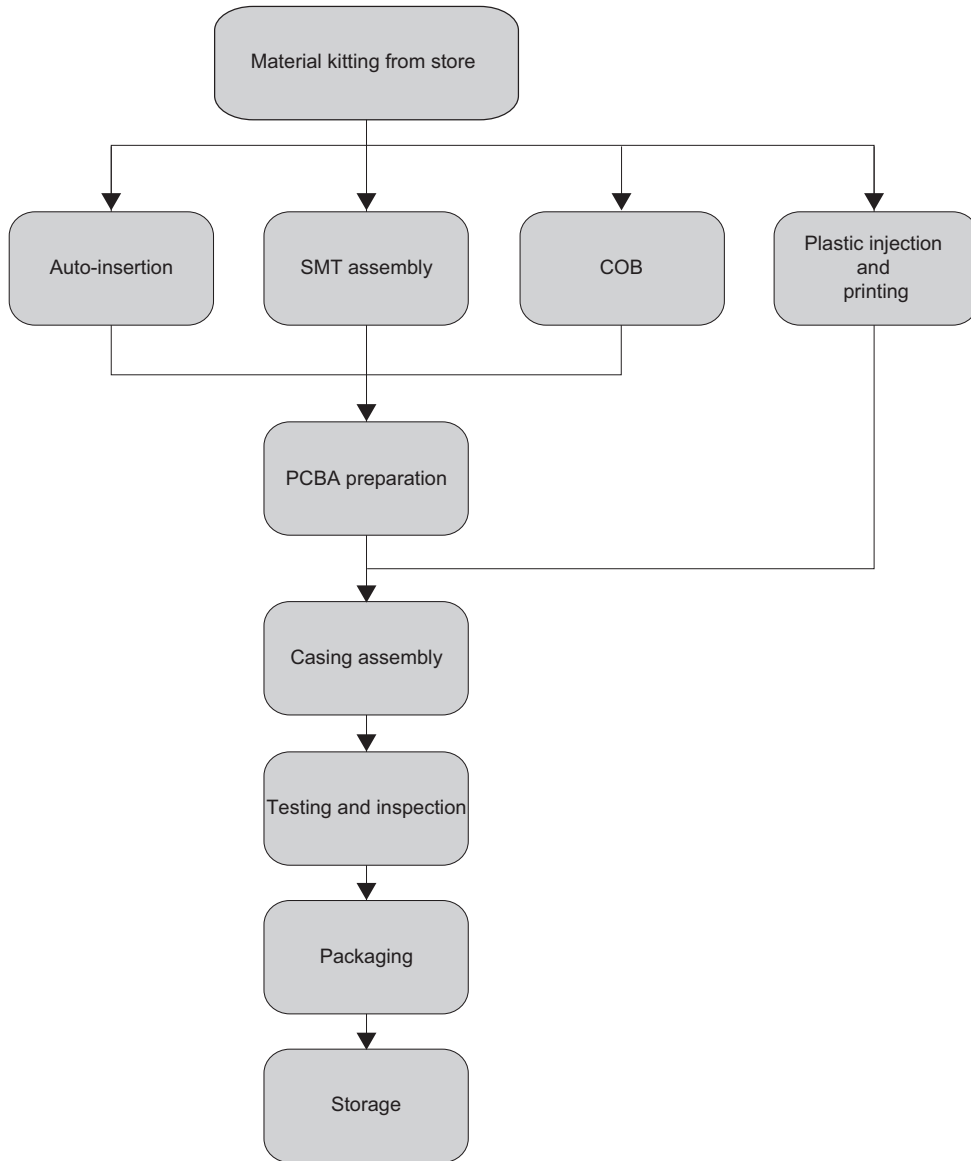 Material kitting from store
Auto-insertion
SMT assembly
COB
Plastic injection
and
printing
PCBA preparation
Casing assembly
Testing and inspection
Packaging
Storage